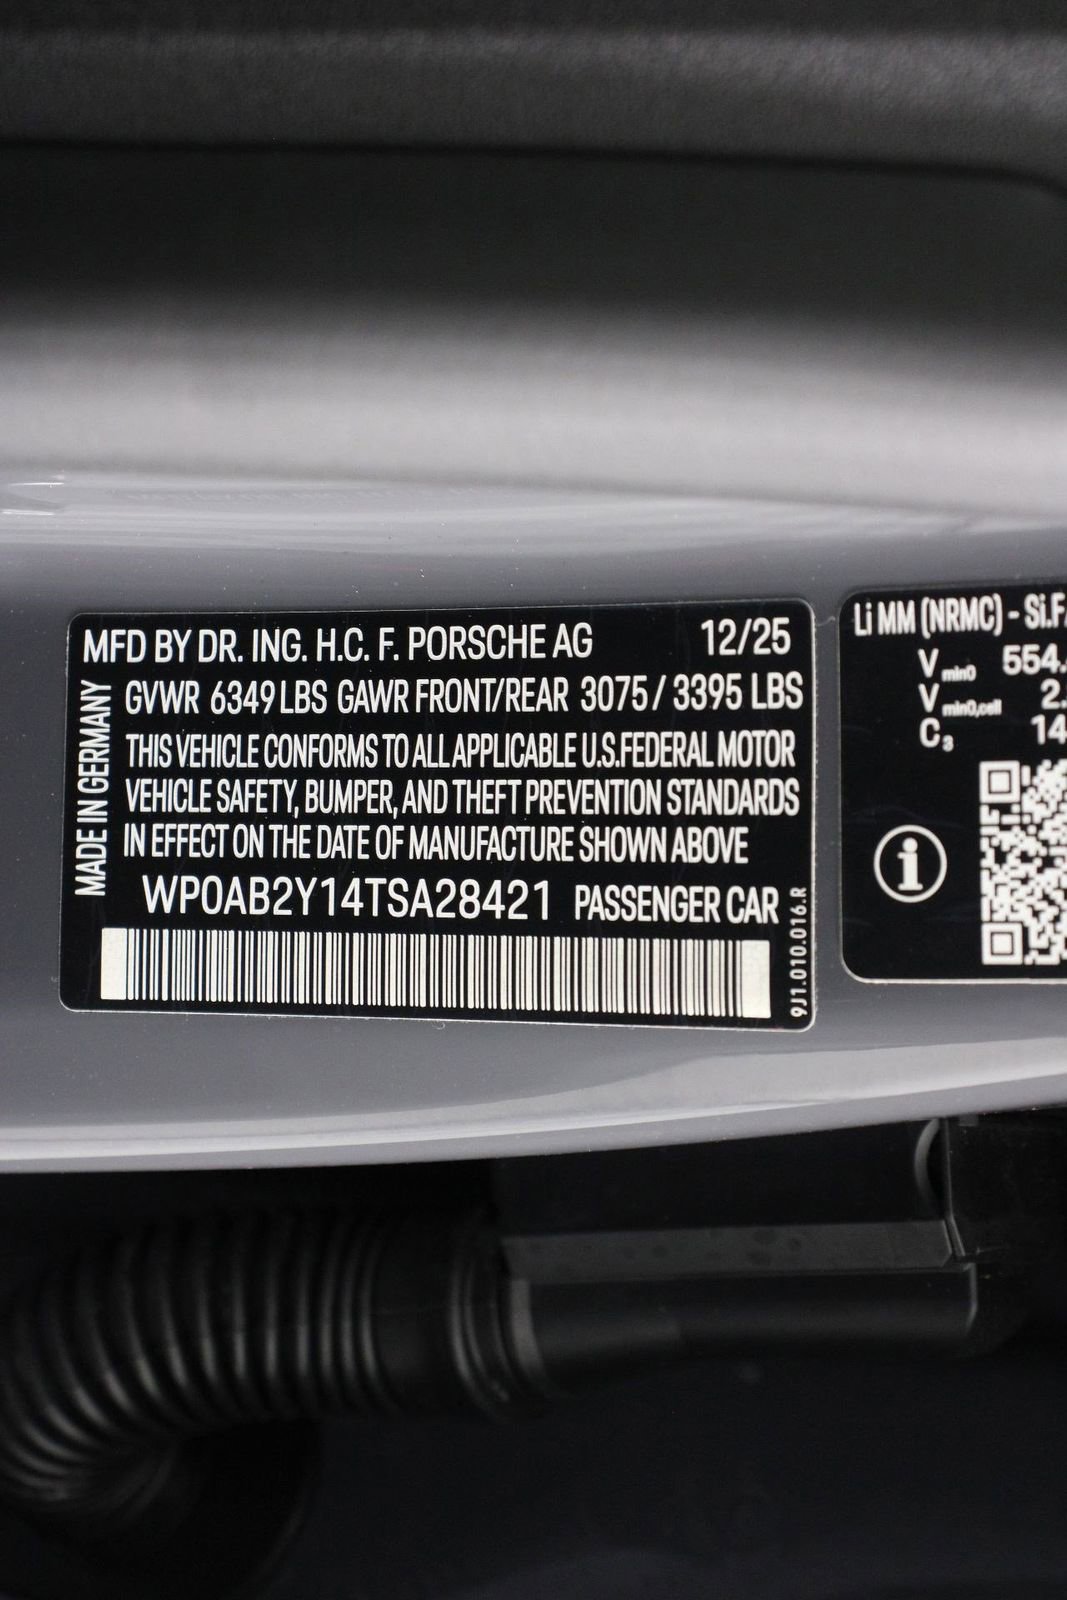 MFD BY DR. ING. H.C. F. PORSCHE AG 12/25
GVWR 6349 LBS GAWR FRONT/REAR 3075 / 3395 LBS
THIS VEHICLE CONFORMS TO ALL APPLICABLE U.S.FEDERAL MOTOR
VEHICLE SAFETY, BUMPER, AND THEFT PREVENTION STANDARDS
IN EFFECT ON THE DATE OF MANUFACTURE SHOWN ABOVE
WP0AB2Y14TSA28421 PASSENGER CAR
MADE IN GERMANY
9J1.010.016.R
Li MM (NRMC) - Si.F
V min0 554.
V min0,cell 2.
C 3 14